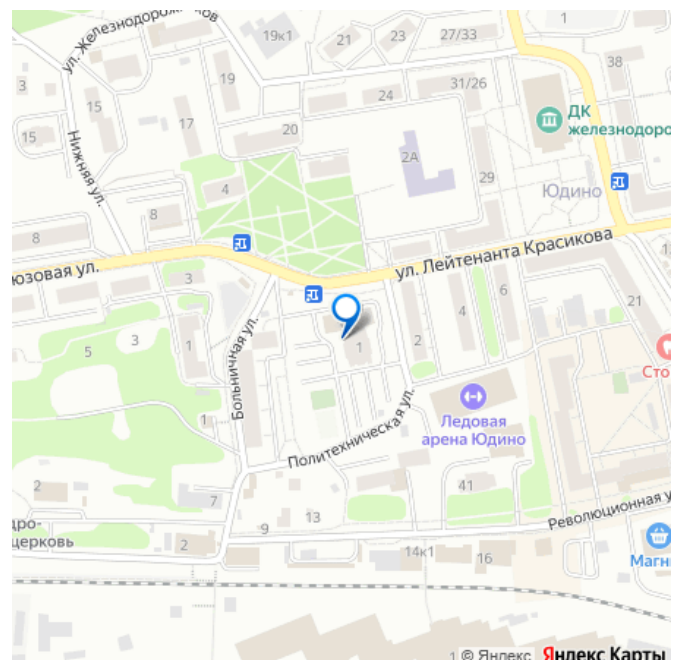 ул. Железнодорожников
19к1
21
23
27/33
1
38
3
15
19
31/26
24
ДК
железнодоро
15
17
20
2А
Нижняя ул.
29
4
Юдино
8
8
ул. Лейтенанта Красикова
юзовая ул.
3
6
4
21
5
3
1
Больничная ул.
1
2
Сто
Ледовая
арена Юдино
1
Политехническая ул.
2
7
41
13
Революционная у
дро-
церковь
9
2
14к1
16
Магн
1
© Яндекс
Яндекс Карты